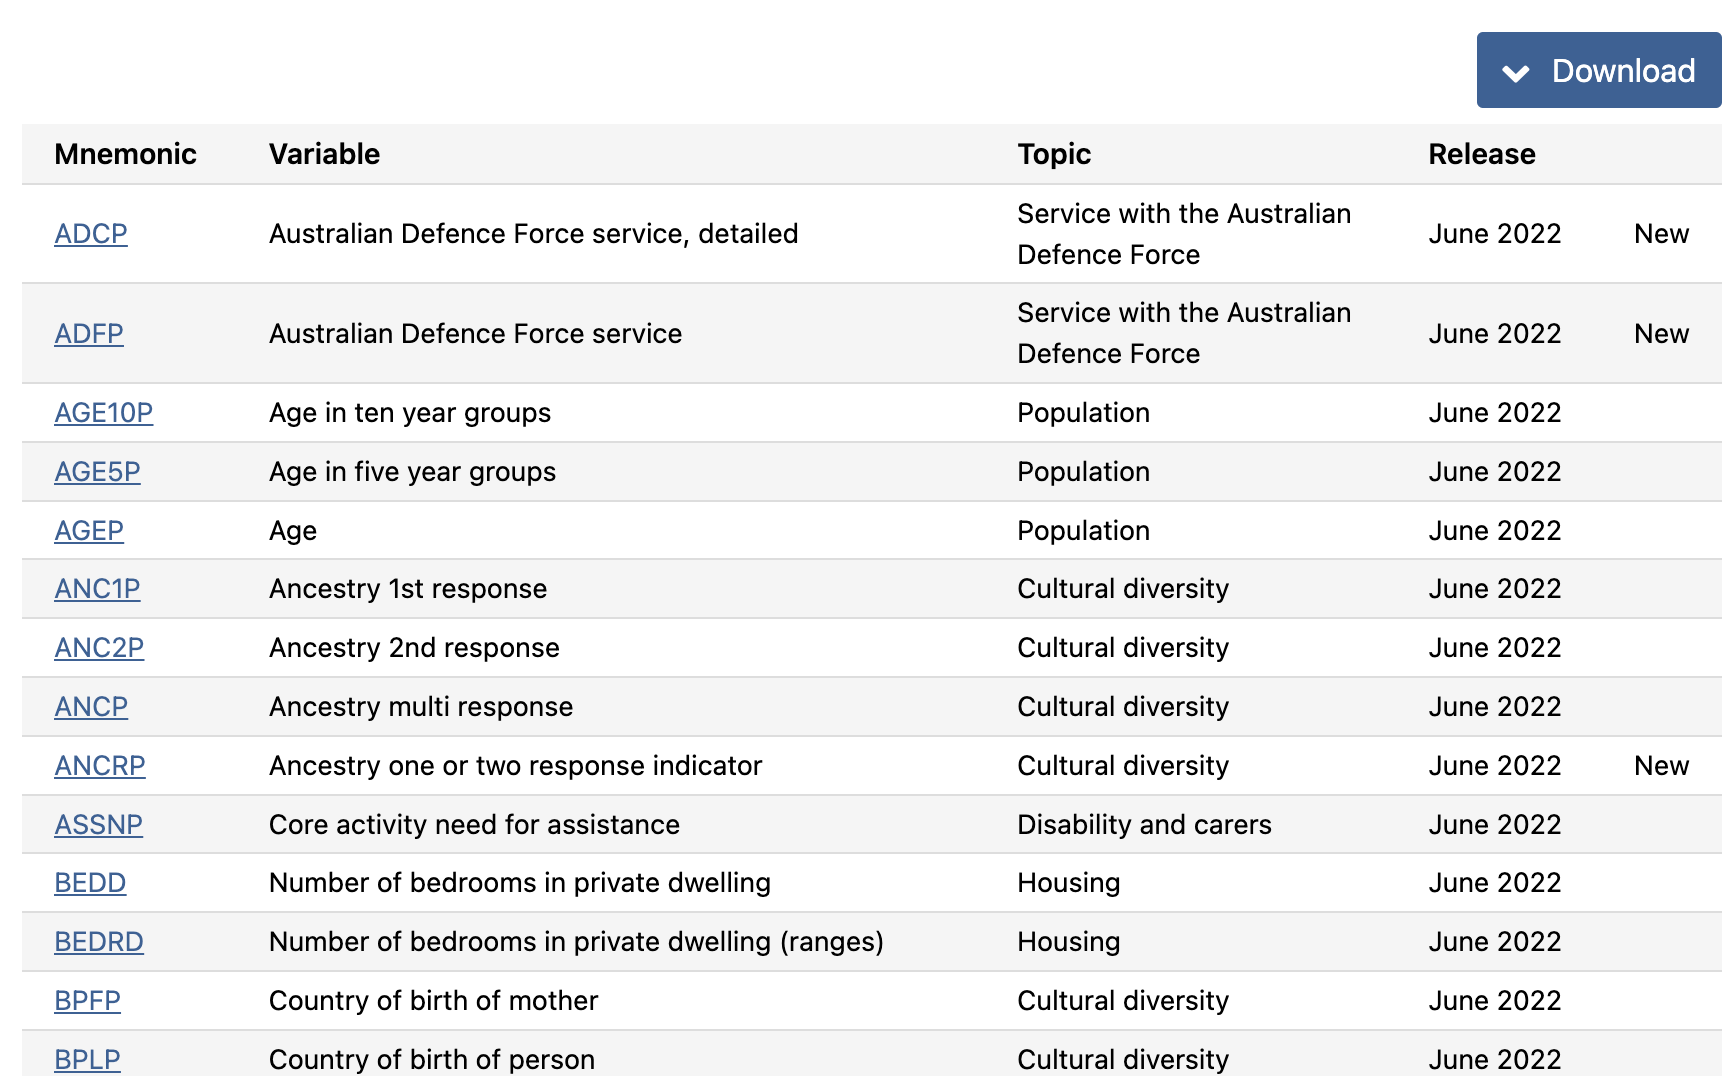 Download
Mnemonic Variable Topic Release
ADCP Australian Defence Force service, detailed Service with the Australian Defence Force June 2022 New
ADFP Australian Defence Force service Service with the Australian Defence Force June 2022 New
AGE10P Age in ten year groups Population June 2022
AGE5P Age in five year groups Population June 2022
AGEP Age Population June 2022
ANC1P Ancestry 1st response Cultural diversity June 2022
ANC2P Ancestry 2nd response Cultural diversity June 2022
ANCP Ancestry multi response Cultural diversity June 2022
ANCRP Ancestry one or two response indicator Cultural diversity June 2022 New
ASSNP Core activity need for assistance Disability and carers June 2022
BEDD Number of bedrooms in private dwelling Housing June 2022
BEDRD Number of bedrooms in private dwelling (ranges) Housing June 2022
BPFP Country of birth of mother Cultural diversity June 2022
BPLP Country of birth of person Cultural diversity June 2022